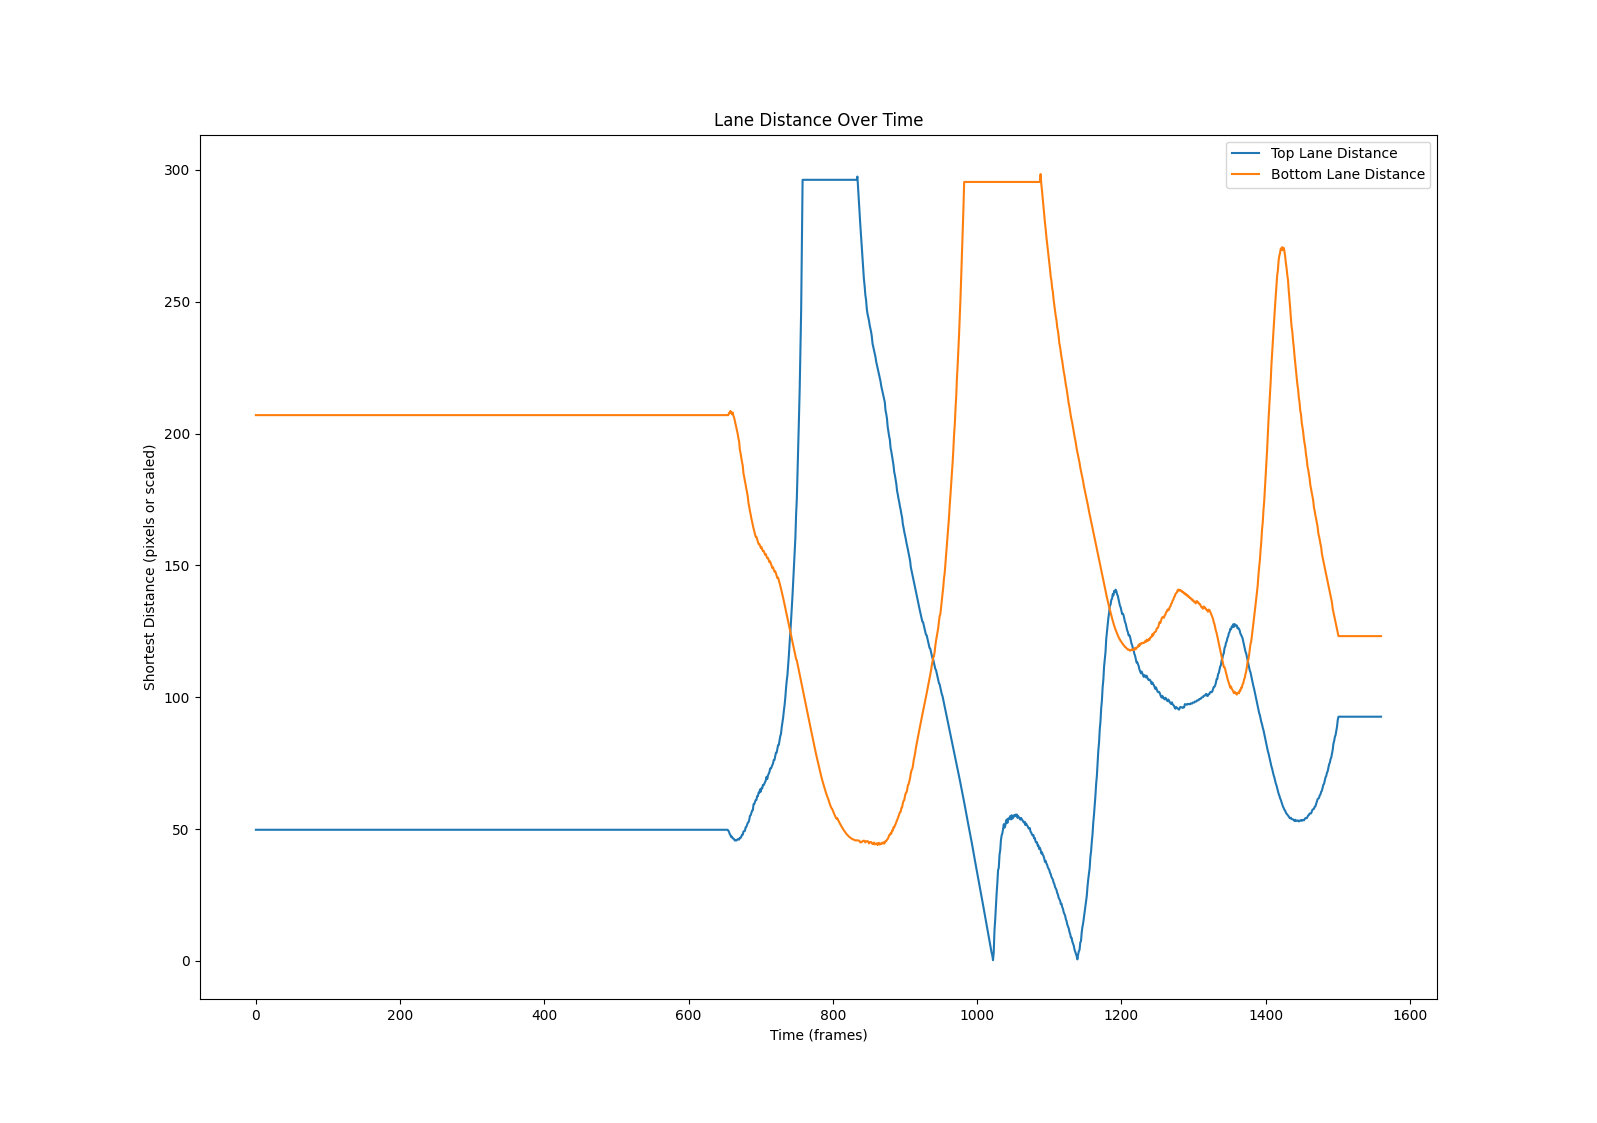 Lane Distance Over Time
Top Lane Distance
Bottom Lane Distance
Shortest Distance (pixels or scaled)
300
250
200
150
100
50
0
0 200 400 600 800 1000 1200 1400 1600
Time (frames)